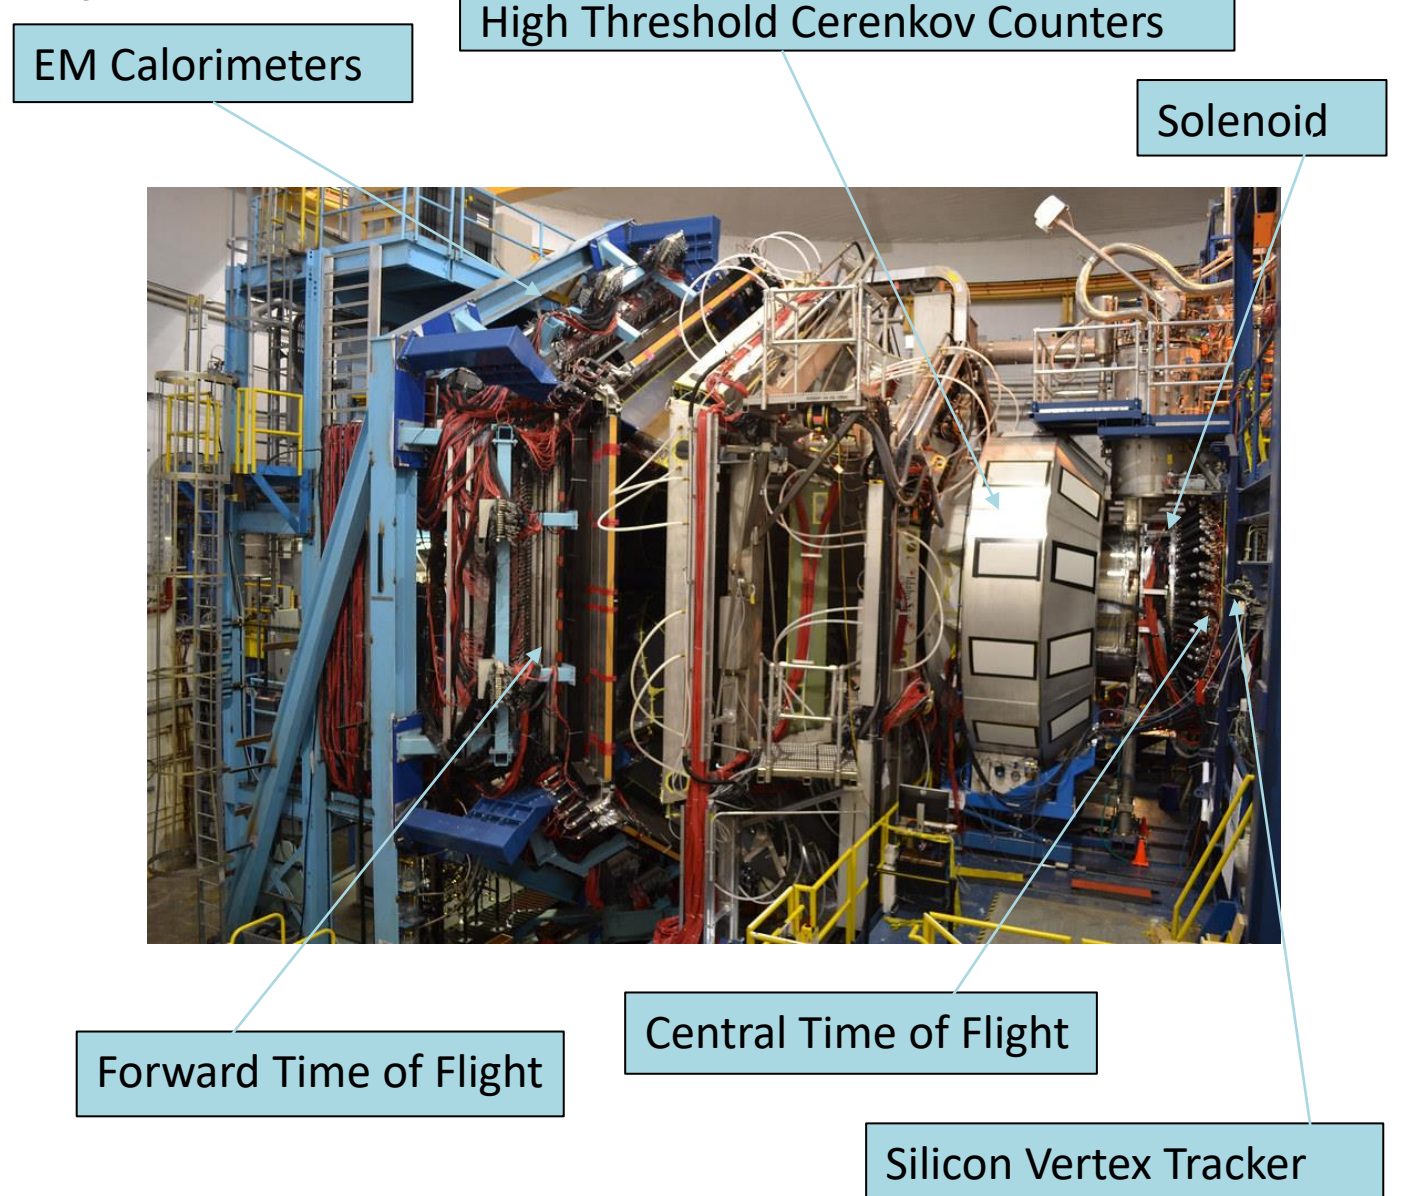 High Threshold Cerenkov Counters
EM Calorimeters
Solenoid
Central Time of Flight
Forward Time of Flight
Silicon Vertex Tracker